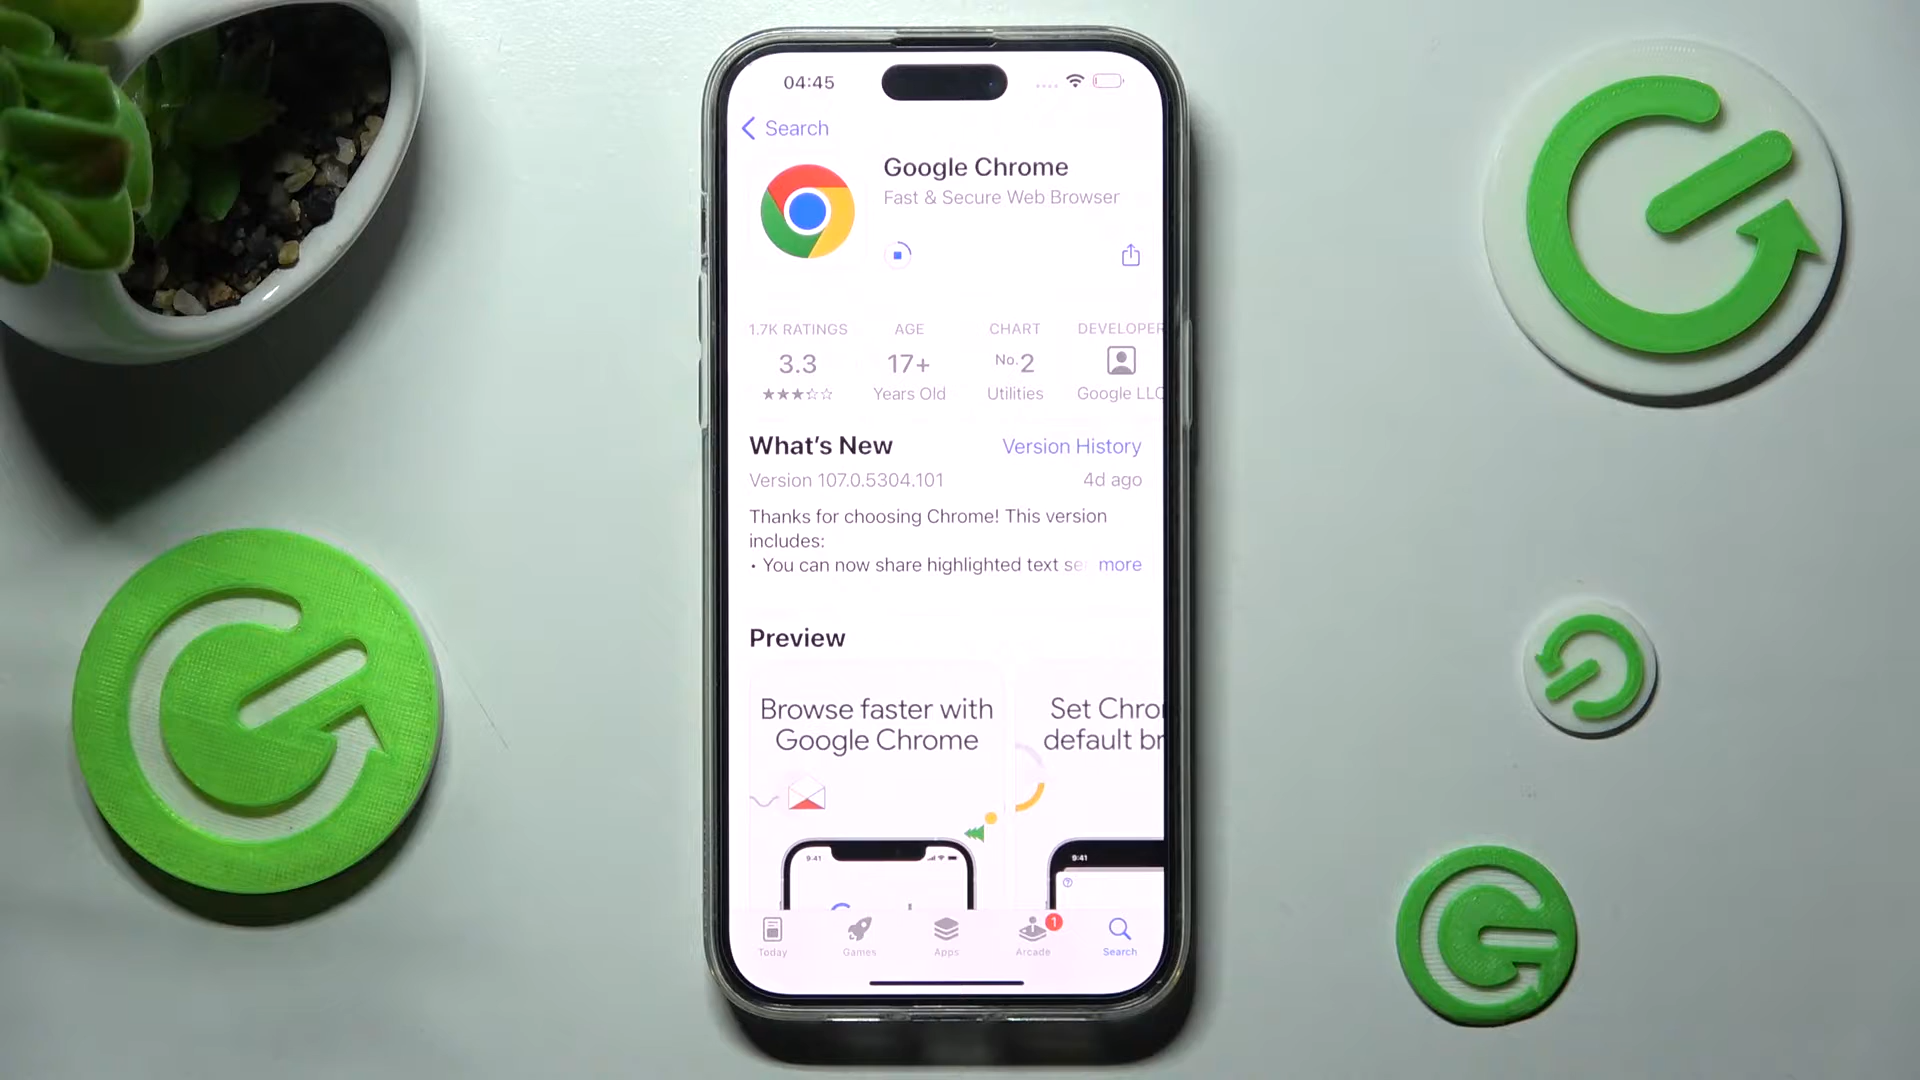 04:45
Search
Google Chrome
Fast & Secure Web Browser
1.7K RATINGS
3.3
★★★☆☆
AGE
17+
Years Old
CHART
No.2
Utilities
DEVELOPER
Google LLC
What's New
Version History
Version 107.0.5304.101
4d ago
Thanks for choosing Chrome! This version
includes:
• You can now share highlighted text se
more
Preview
Browse faster with
Google Chrome
9:41
Set Chro
default br
9:41
Today
Games
Apps
Arcade
1
Search